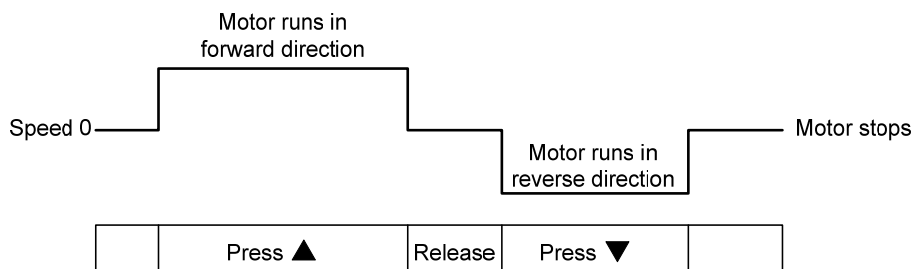 Motor runs in
forward direction
Speed 0
Motor stops
Motor runs in
reverse direction
Press ▲
Release
Press ▼